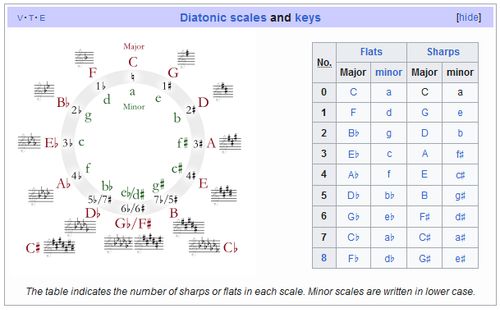 V · T · E
Diatonic scales and keys
[hide]
Major
C
♮
F
1♭
G
1♯
a
d
e
Minor
B♭
2♭
D
2♯
g
b
E♭
3♭
A
3♯
c
f♯
A♭
4♭
E
4♯
f
c♯
b♭
g♯
e♭/d♯
5♭/7♯
6♭/6♯
7♭/5♯
D♭
B
G♭/F♯
C♯
C♭
No. Flats Sharps
Major minor Major minor
0 C a C a
1 F d G e
2 B♭ g D b
3 E♭ c A f♯
4 A♭ f E c♯
5 D♭ b♭ B g♯
6 G♭ e♭ F♯ d♯
7 C♭ a♭ C♯ a♯
8 F♭ d♭ G♯ e♯
The table indicates the number of sharps or flats in each scale. Minor scales are written in lower case.